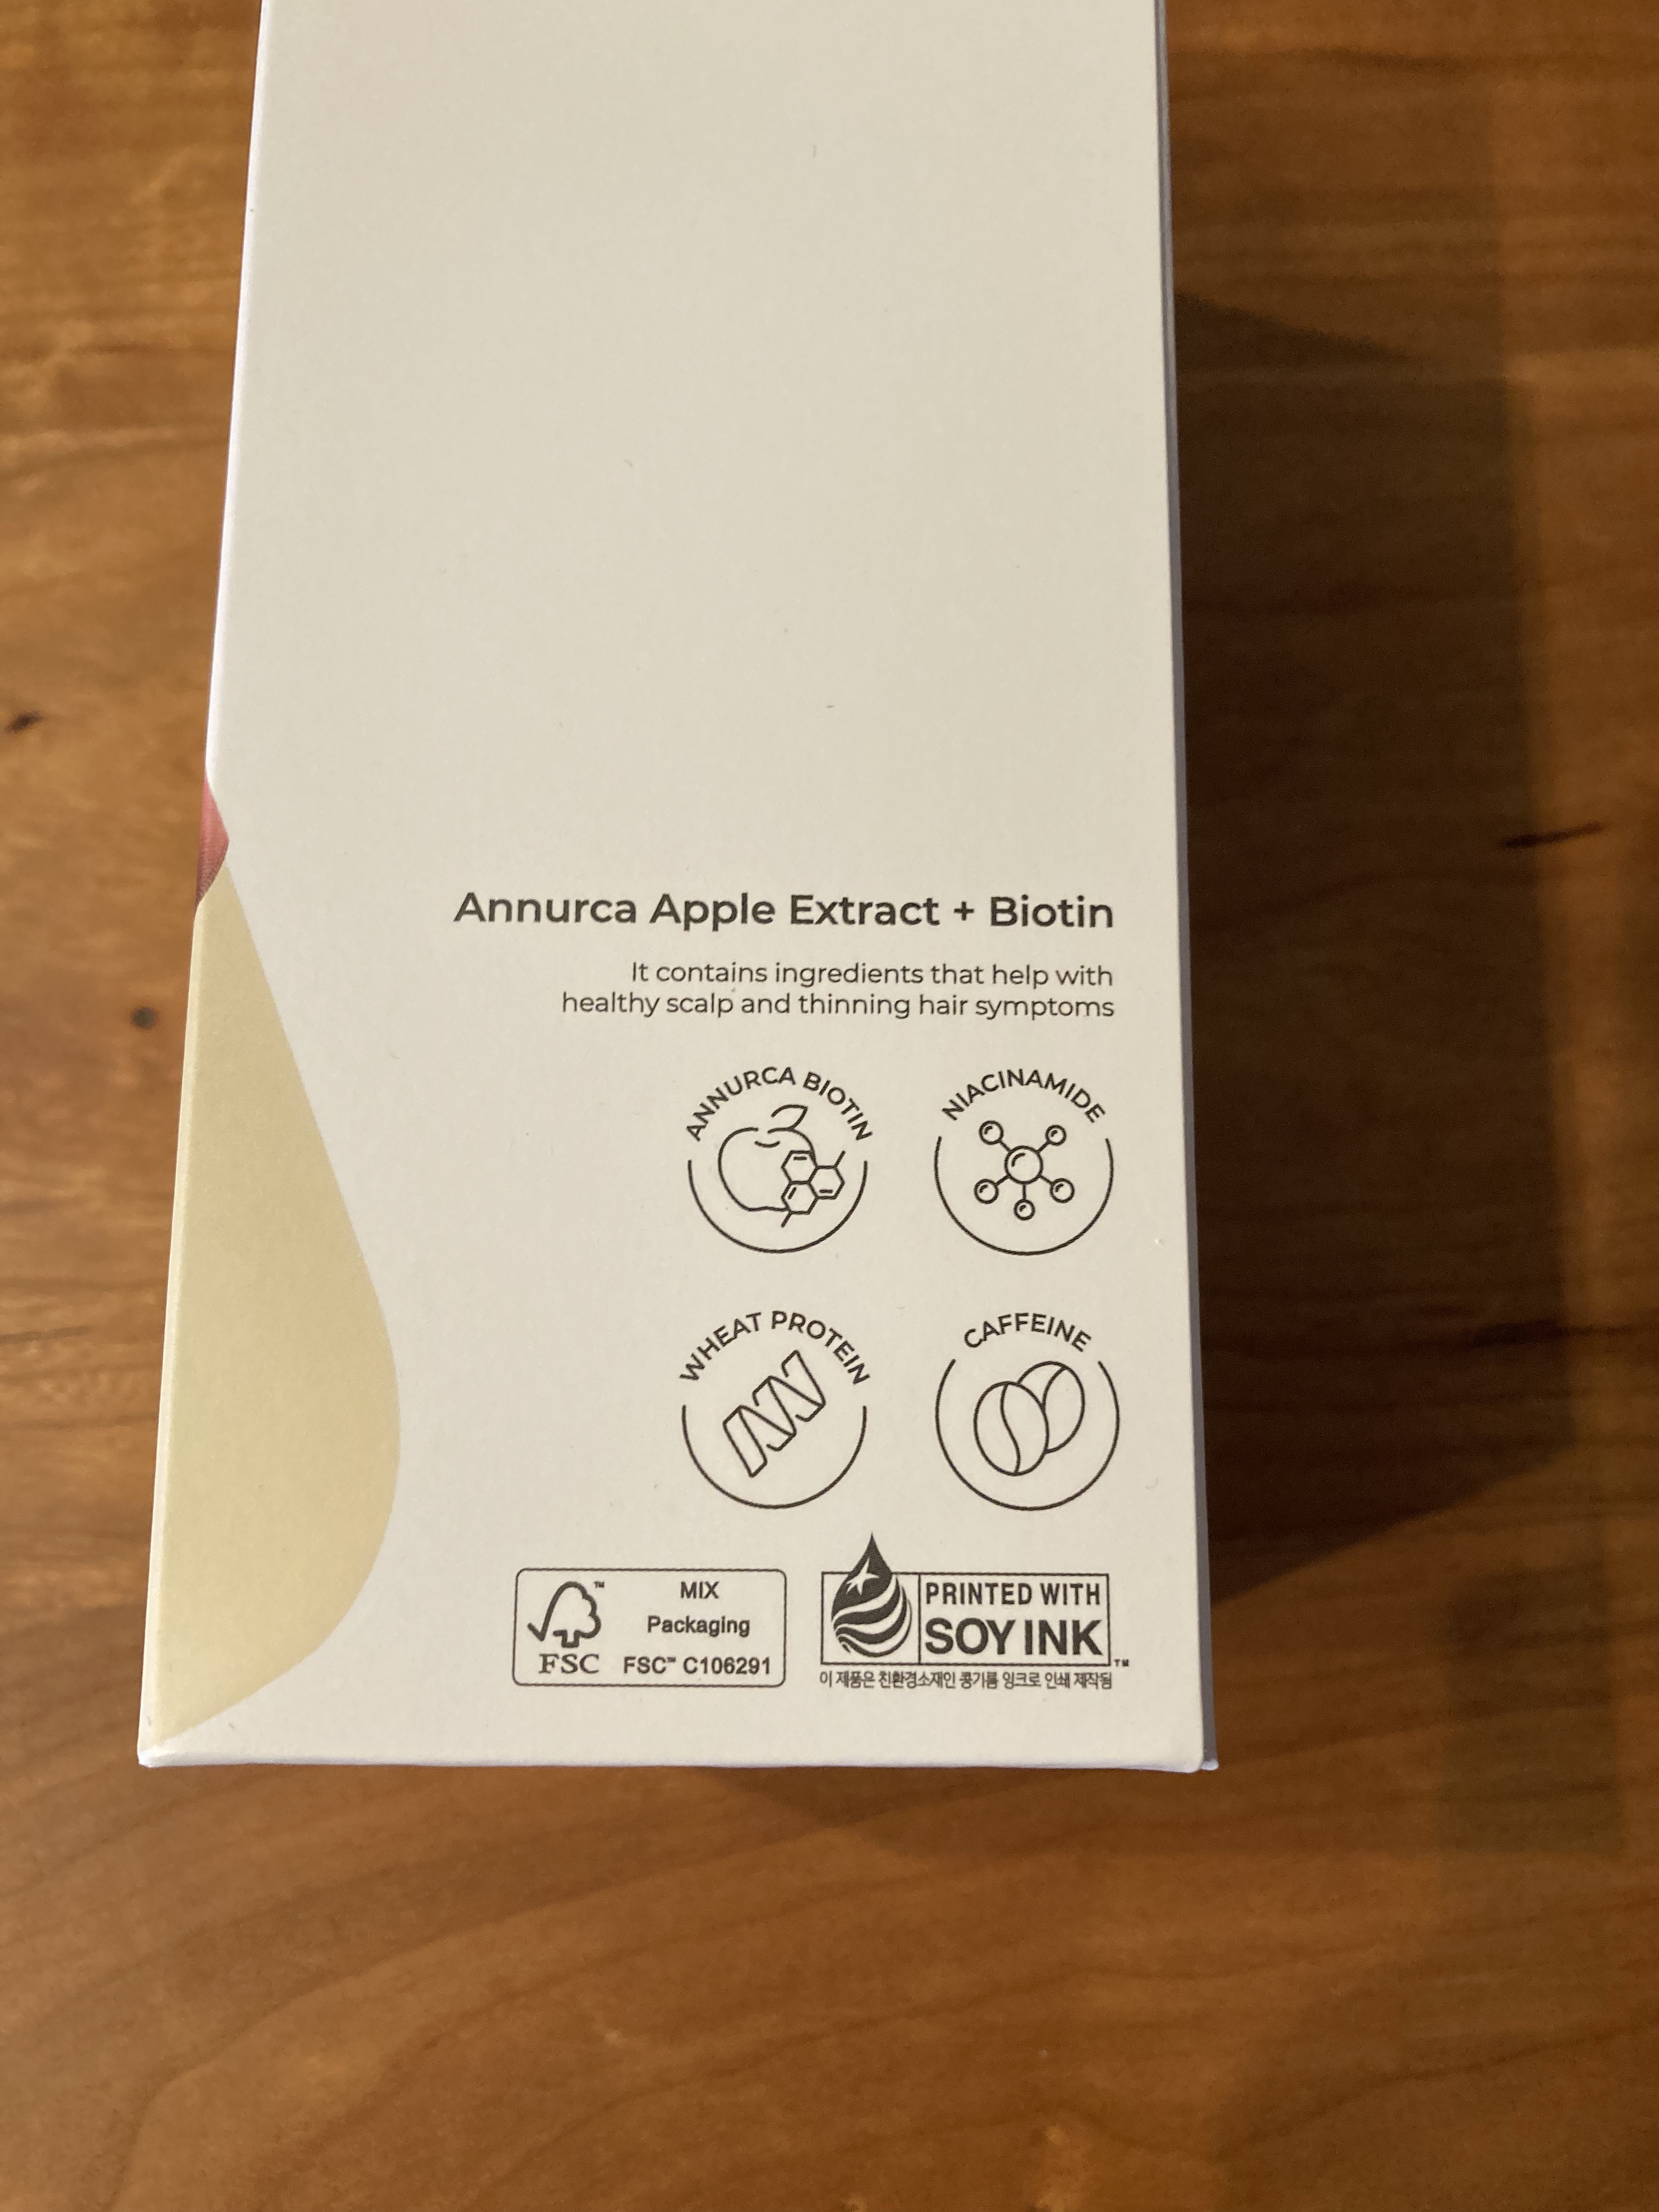 Annurca Apple Extract + Biotin
It contains ingredients that help with
healthy scalp and thinning hair symptoms
ANNURCA BIOTIN
NIACINAMIDE
WHEAT PROTEIN
CAFFEINE
FSC™
MIX
Packaging
FSC™ C106291
PRINTED WITH
SOY INK™
이 제품은 친환경소재인 콩기름 잉크로 인쇄 제작됨